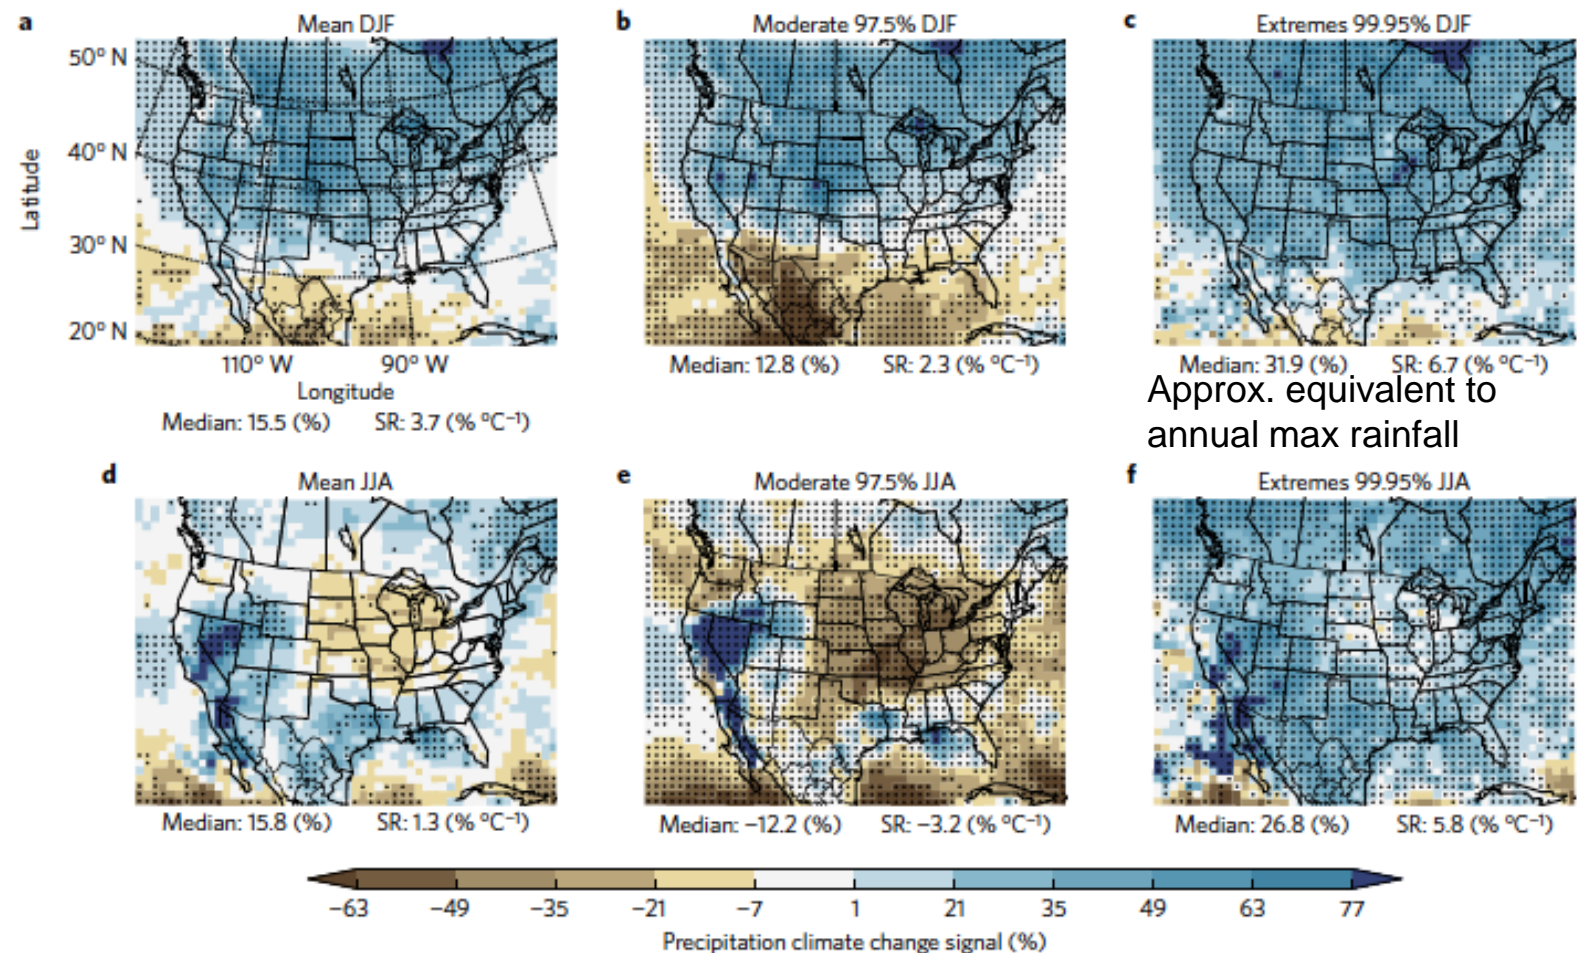 a Mean DJF
b Moderate 97.5% DJF
c Extremes 99.95% DJF
50° N
40° N
30° N
20° N
Latitude
110° W 90° W
Longitude
Median: 15.5 (%) SR: 3.7 (% °C⁻¹)
Median: 12.8 (%) SR: 2.3 (% °C⁻¹)
Median: 31.9 (%) SR: 6.7 (% °C⁻¹)
Approx. equivalent to
annual max rainfall
d Mean JJA
e Moderate 97.5% JJA
f Extremes 99.95% JJA
Median: 15.8 (%) SR: 1.3 (% °C⁻¹)
Median: −12.2 (%) SR: −3.2 (% °C⁻¹)
Median: 26.8 (%) SR: 5.8 (% °C⁻¹)
−63 −49 −35 −21 −7 1 21 35 49 63 77
Precipitation climate change signal (%)